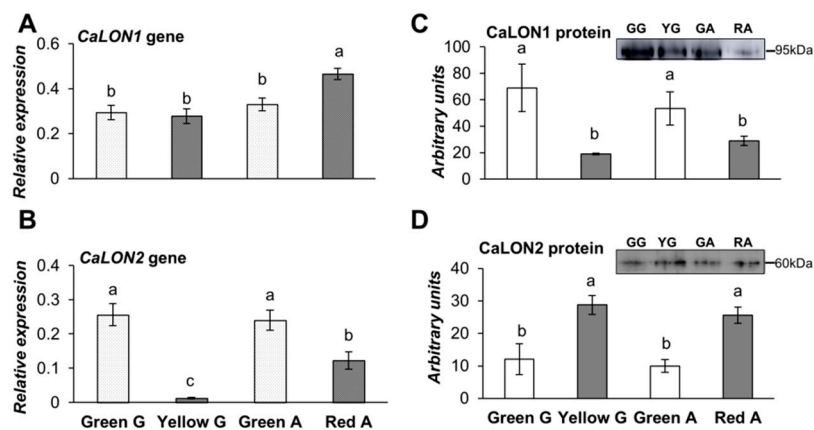 A
CaLON1 gene
Relative expression
0.6
0.4
0.2
0
b
b
b
a
B
CaLON2 gene
Relative expression
0.4
0.3
0.2
0.1
0
a
c
a
b
Green G Yellow G Green A Red A
C
CaLON1 protein
GG YG GA RA
95kDa
Arbitrary units
100
80
60
40
20
0
a
b
a
b
D
CaLON2 protein
GG YG GA RA
60kDa
Arbitrary units
40
30
20
10
0
b
a
b
a
Green G Yellow G Green A Red A